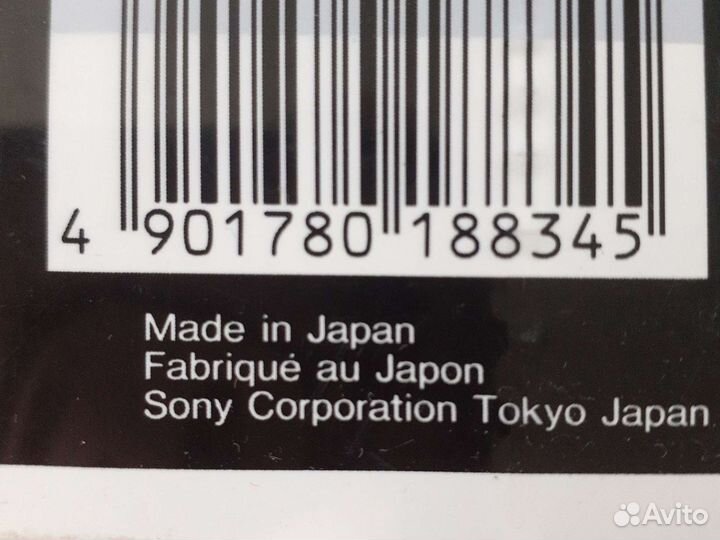 4 901780 188345
Made in Japan
Fabriqué au Japon
Sony Corporation Tokyo Japan
Avito